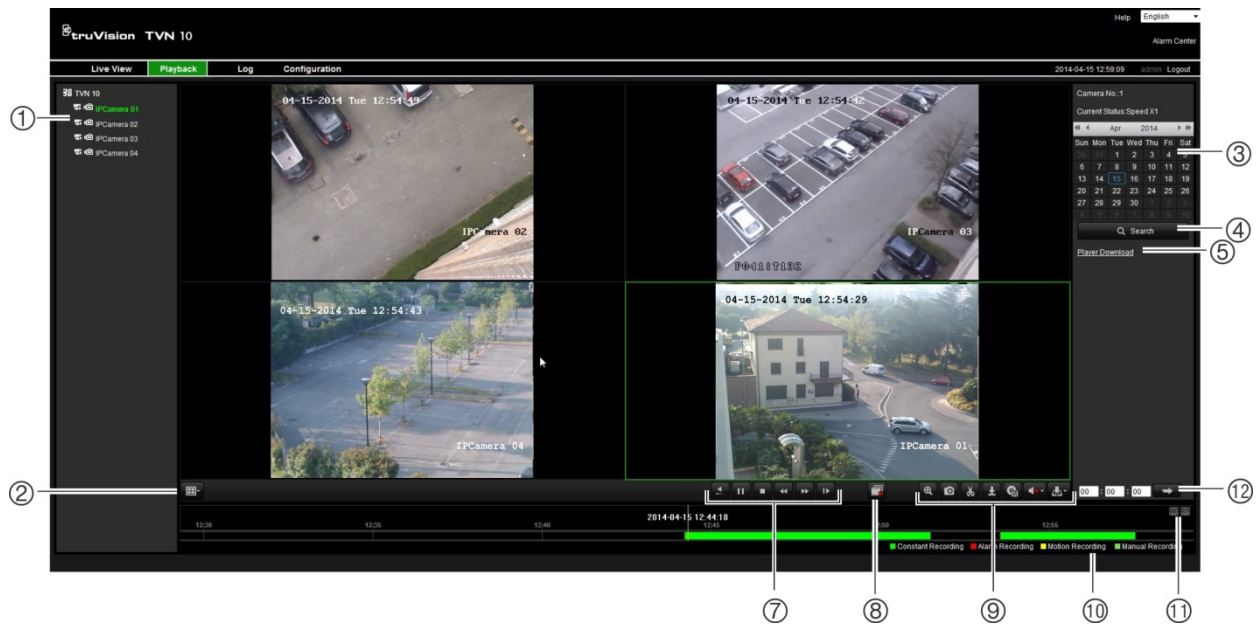 Help English
truVision TVN 10
Alarm Center
Live View Playback Log Configuration 2014-04-15 12:59:09 admin Logout
TVN 10
IPCamera 01
IPCamera 02
IPCamera 03
IPCamera 04
①
04-15-2014 Tue 12:54:49
IPCamera 02
04-15-2014 Tue 12:54:42
IPCamera 03
P041:T132
04-15-2014 Tue 12:54:43
IPCamera 04
04-15-2014 Tue 12:54:29
IPCamera 01
Camera No.:1
Current Status:Speed X1
Apr 2014
Sun Mon Tue Wed Thu Fri Sat
30 31 1 2 3 4 5
6 7 8 9 10 11 12
13 14 15 16 17 18 19
20 21 22 23 24 25 26
27 28 29 30 1 2 3
4 5 6 7 8 9 10
③
Search
④
Player Download
⑤
②
00 : 00 : 00
⑫
2014-04-15 12:44:18
12:30 12:35 12:40 12:45 12:50 12:55
Constant Recording Alarm Recording Motion Recording Manual Recording
⑦ ⑧ ⑨ ⑩ ⑪